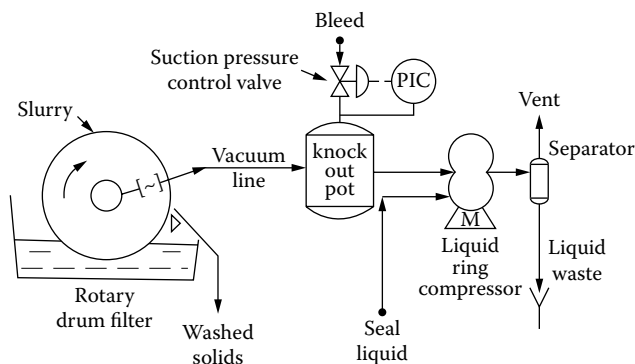 Bleed
Suction pressure
control valve
PIC
Slurry
Vent
Vacuum
line
knock
out
pot
Separator
[~]
M
Liquid
ring
compressor
Liquid
waste
Rotary
drum filter
Washed
solids
Seal
liquid